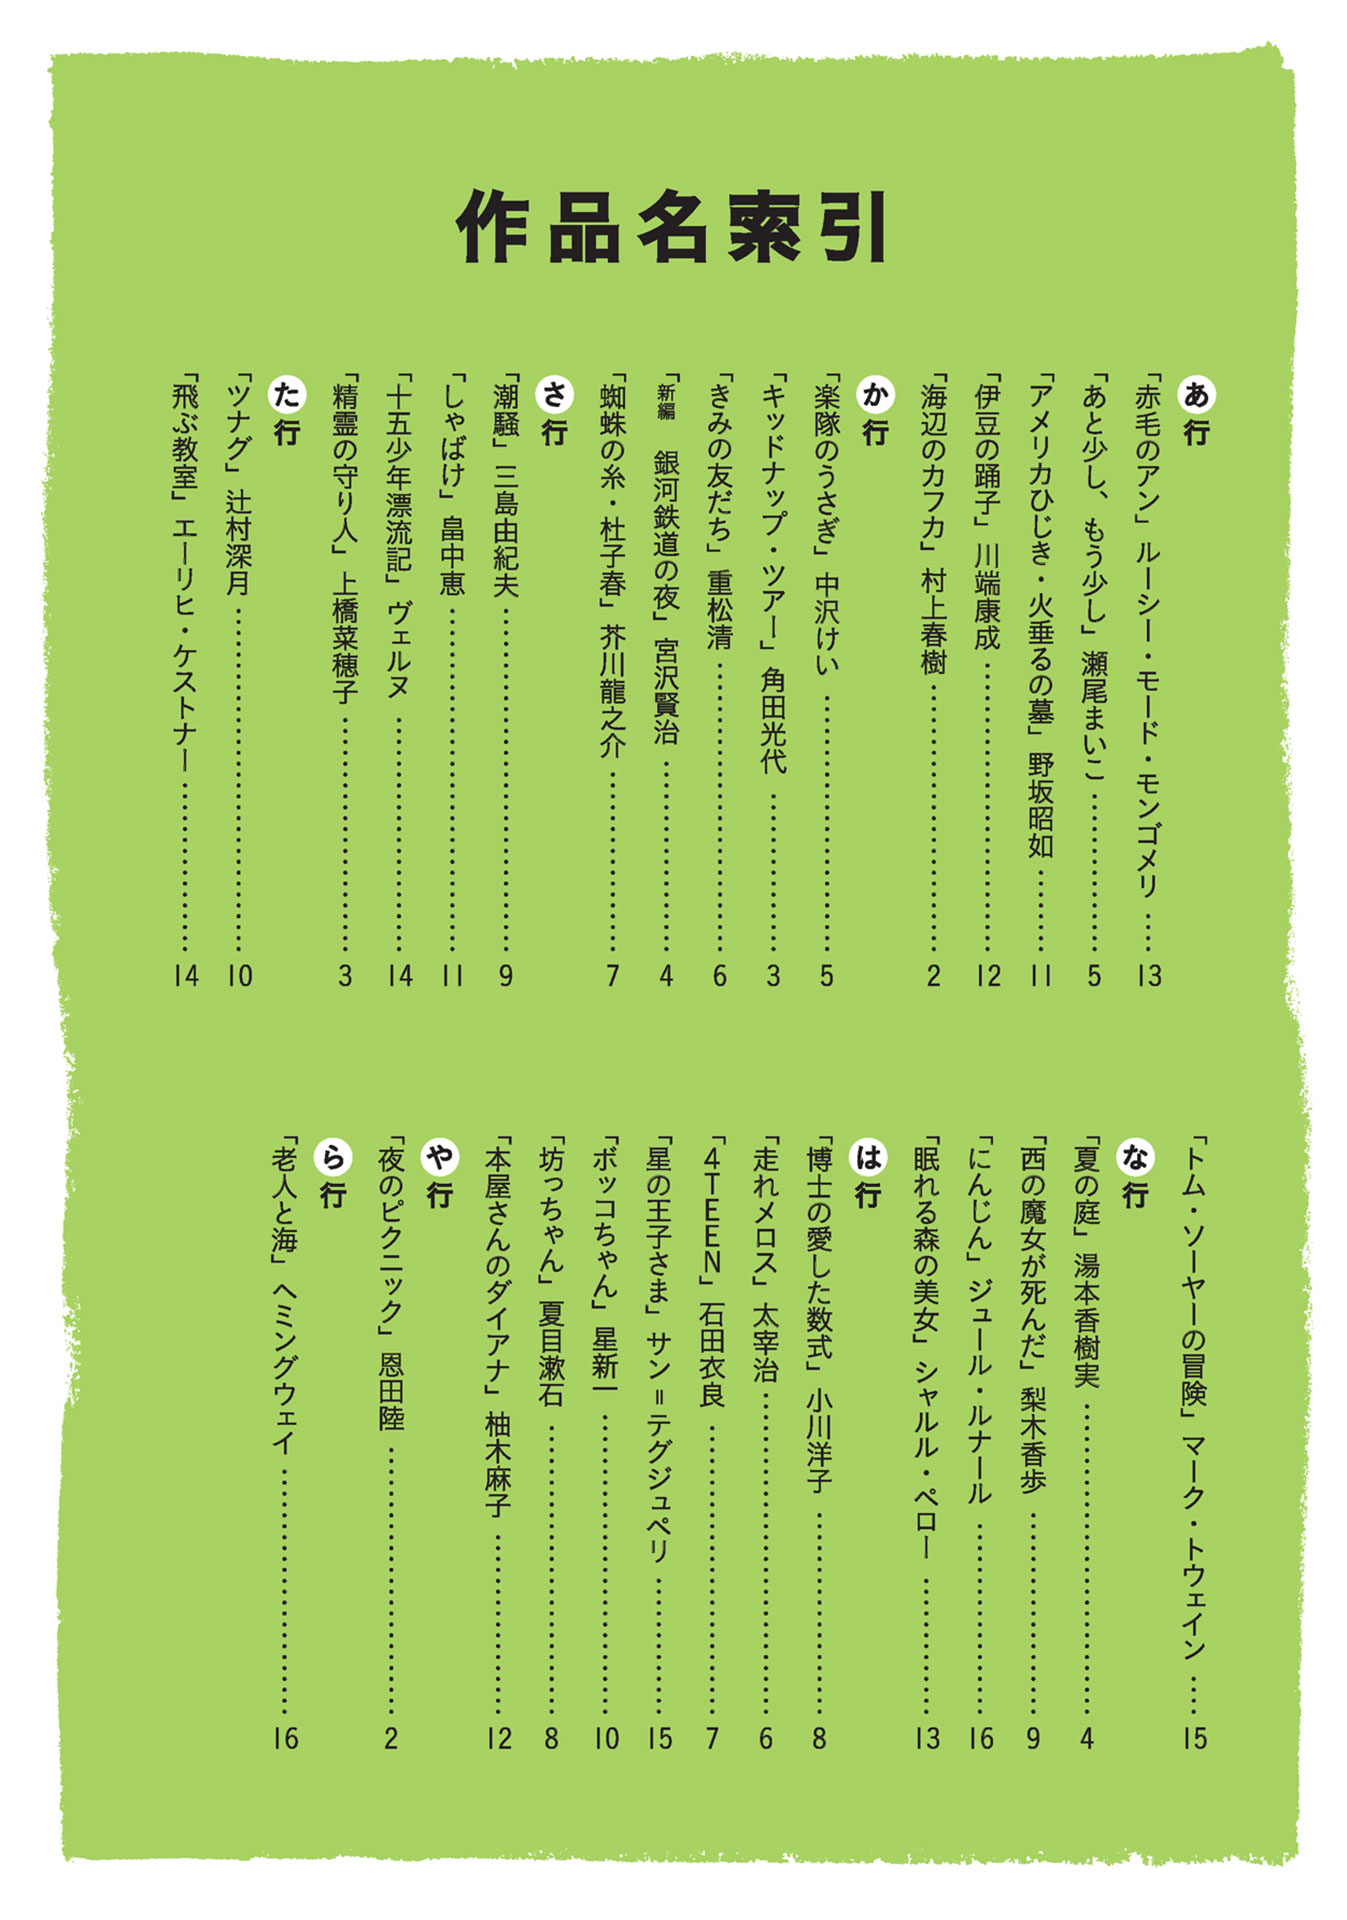 作品名索引
あ行
「赤毛のアン」ルーシー・モード・モンゴメリ……13
「あと少し、もう少し」瀬尾まいこ……………5
「アメリカひじき・火垂るの墓」野坂昭如………11
「伊豆の踊子」川端康成……………………12
「海辺のカフカ」村上春樹…………………2
か行
「楽隊のうさぎ」中沢けい…………………5
「キッドナップ・ツアー」角田光代……………3
「きみの友だち」重松清……………………6
「新編 銀河鉄道の夜」宮沢賢治………………4
「蜘蛛の糸・杜子春」芥川龍之介………………7
さ行
「潮騒」三島由紀夫………………………9
「しゃばけ」畠中恵………………………11
「十五少年漂流記」ヴェルヌ…………………14
「精霊の守り人」上橋菜穂子…………………3
た行
「ツナグ」辻村深月………………………10
「飛ぶ教室」エーリヒ・ケストナー……………14
「トム・ソーヤーの冒険」マーク・トウェイン……15
な行
「夏の庭」湯本香樹実……………………4
「西の魔女が死んだ」梨木香歩………………9
「にんじん」ジュール・ルナール………………16
「眠れる森の美女」シャルル・ペロー……………13
は行
「博士の愛した数式」小川洋子………………8
「走れメロス」太宰治……………………6
「4TEEN」石田衣良……………………7
「星の王子さま」サン＝テグジュペリ……………15
「ボッコちゃん」星新一……………………10
「坊っちゃん」夏目漱石……………………8
「本屋さんのダイアナ」柚木麻子………………12
や行
「夜のピクニック」恩田陸…………………2
ら行
「老人と海」ヘミングウェイ…………………16